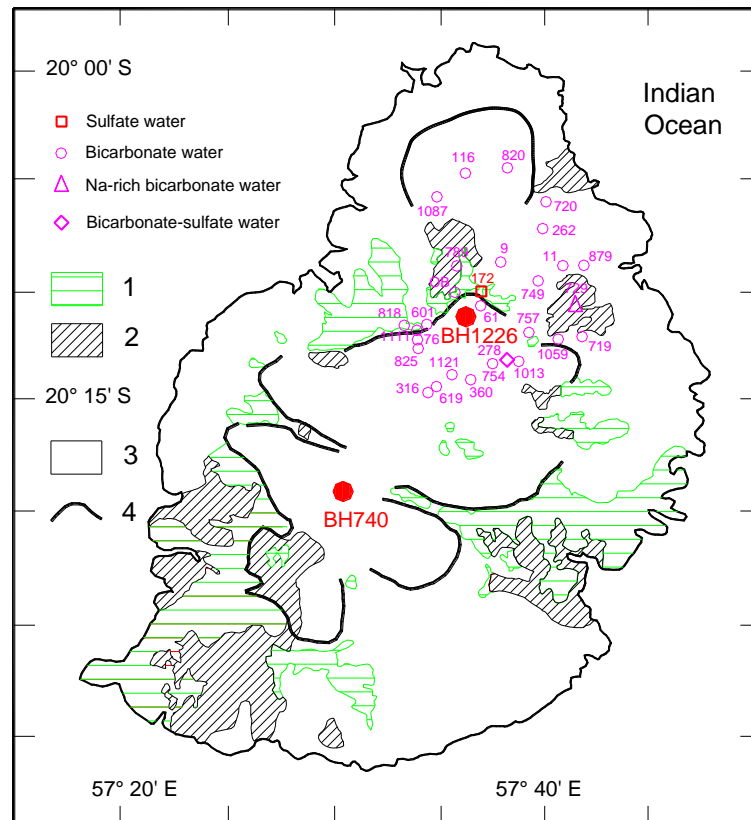 20° 00' S
Indian
Ocean
Sulfate water
Bicarbonate water
Na-rich bicarbonate water
Bicarbonate-sulfate water
116
820
1087
720
262
9
11
879
172
749
729
61
818
601
76
BH1226
757
1059
719
825
278
1013
1121
754
316
619
360
1
2
20° 15' S
3
4
BH740
57° 20' E
57° 40' E